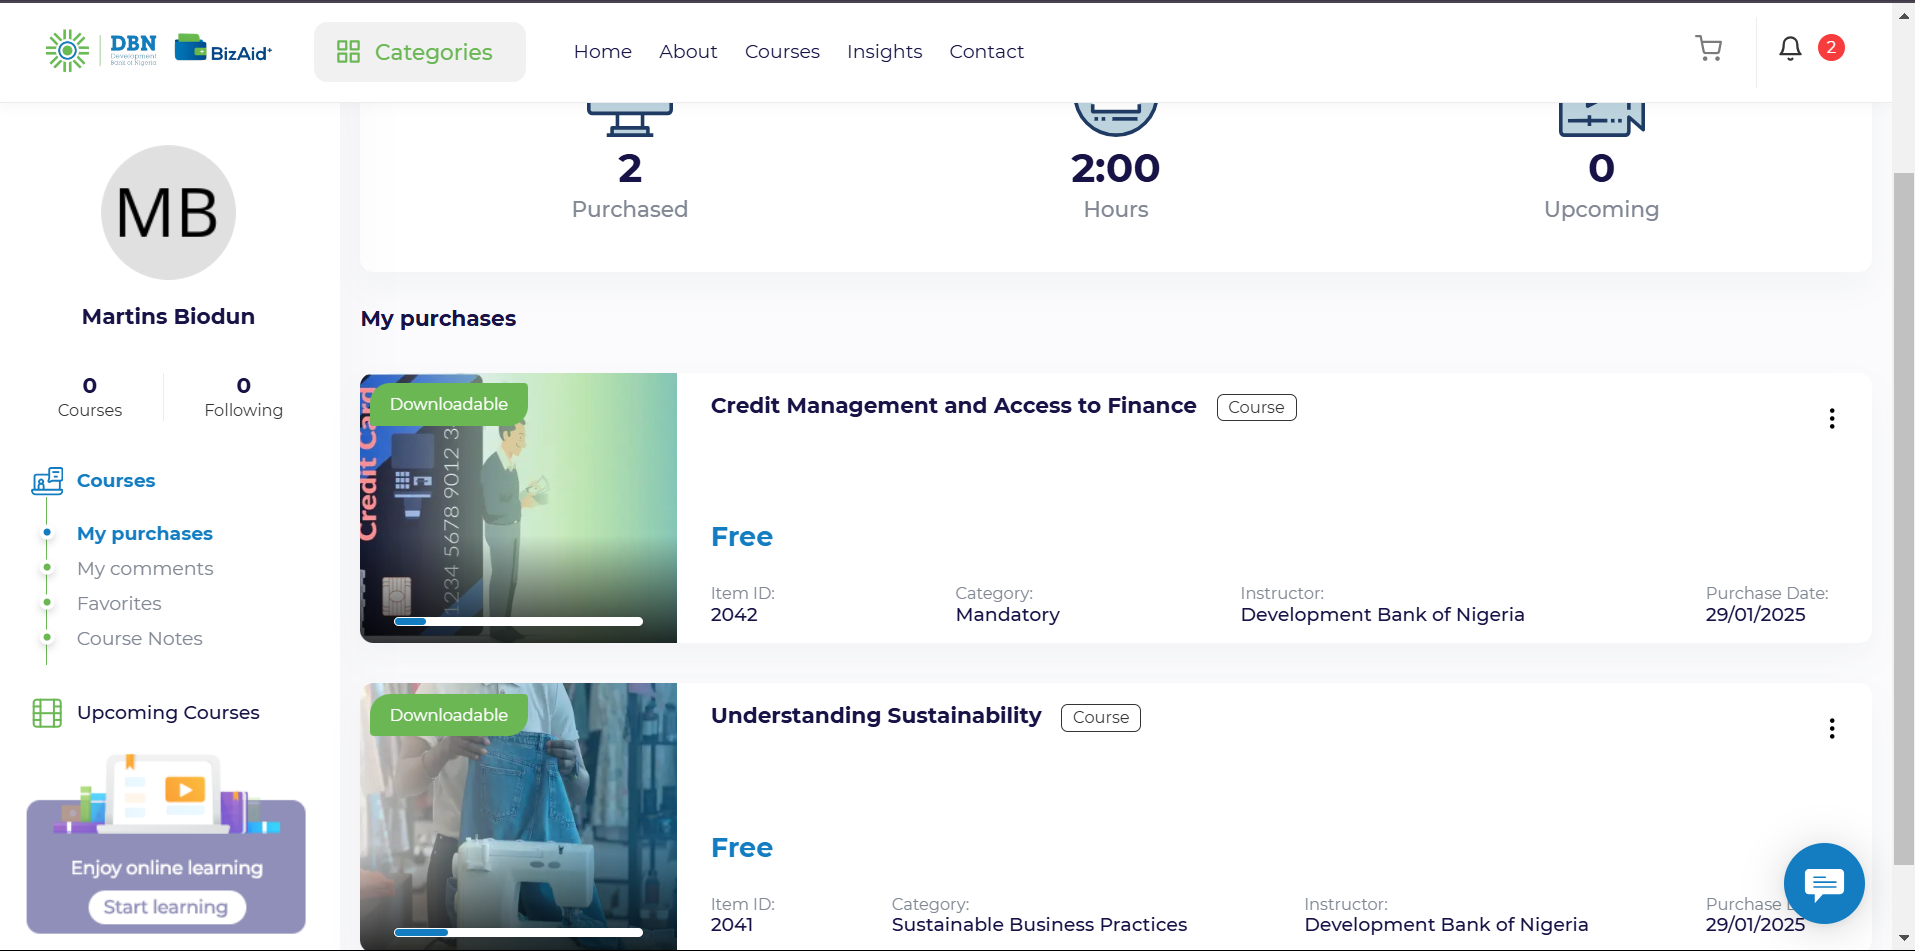 DBN
Development
Bank of Nigeria
BizAid+
Categories
Home
About
Courses
Insights
Contact
2
MB
Martins Biodun
0
Courses
0
Following
Courses
My purchases
My comments
Favorites
Course Notes
Upcoming Courses
Enjoy online learning
Start learning
2
Purchased
2:00
Hours
0
Upcoming
My purchases
Downloadable
Credit Card
1234 5678 9012 3
Credit Management and Access to Finance
Course
Free
Item ID:
2042
Category:
Mandatory
Instructor:
Development Bank of Nigeria
Purchase Date:
29/01/2025
Downloadable
Understanding Sustainability
Course
Free
Item ID:
2041
Category:
Sustainable Business Practices
Instructor:
Development Bank of Nigeria
Purchase
29/01/2025